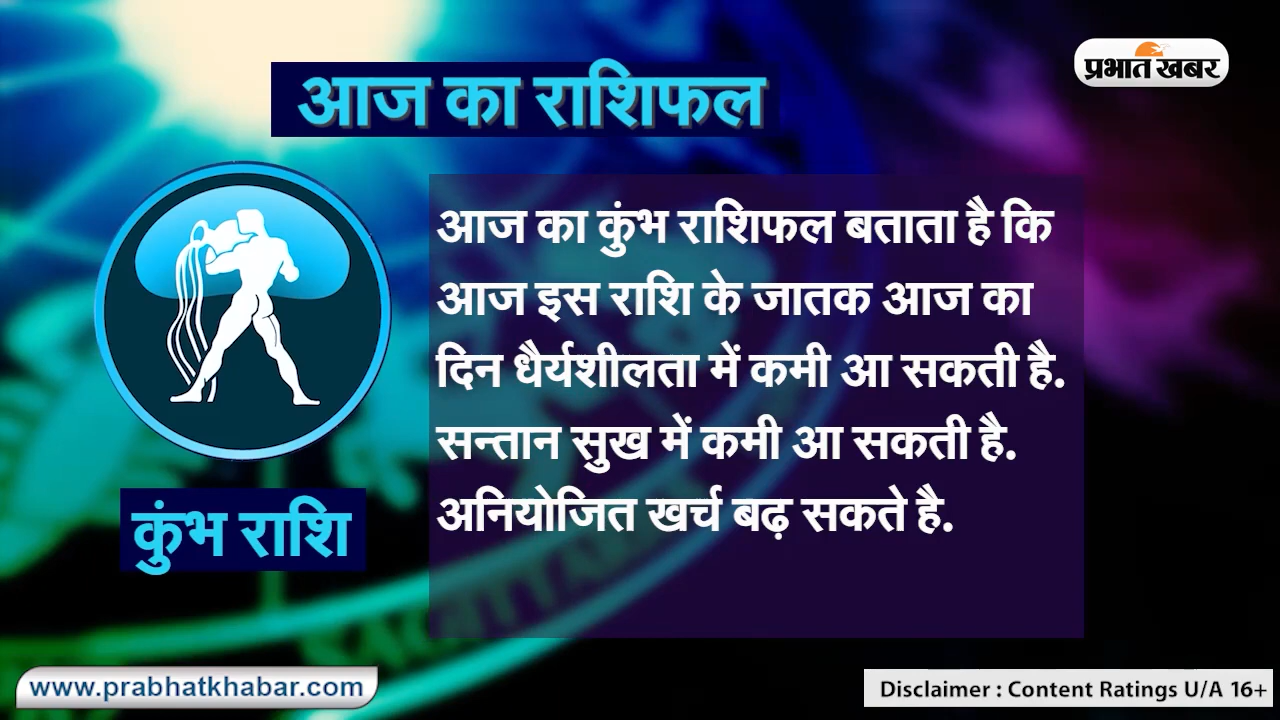 प्रभात खबर
आज का राशिफल
आज का कुंभ राशिफल बताता है कि
आज इस राशि के जातक आज का
दिन धैर्यशीलता में कमी आ सकती है.
सन्तान सुख में कमी आ सकती है.
अनियोजित खर्च बढ़ सकते है.
कुंभ राशि
SAGITTARI
www.prabhatkhabar.com
Disclaimer : Content Ratings U/A 16+